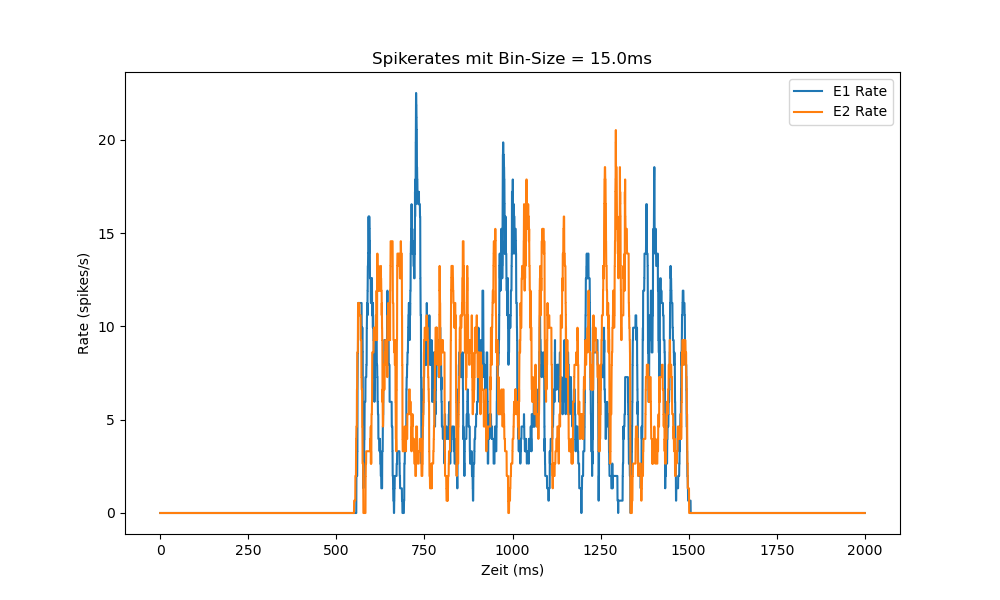 Spikerates mit Bin-Size = 15.0ms
E1 Rate
E2 Rate
Rate (spikes/s)
20
15
10
5
0
0 250 500 750 1000 1250 1500 1750 2000
Zeit (ms)